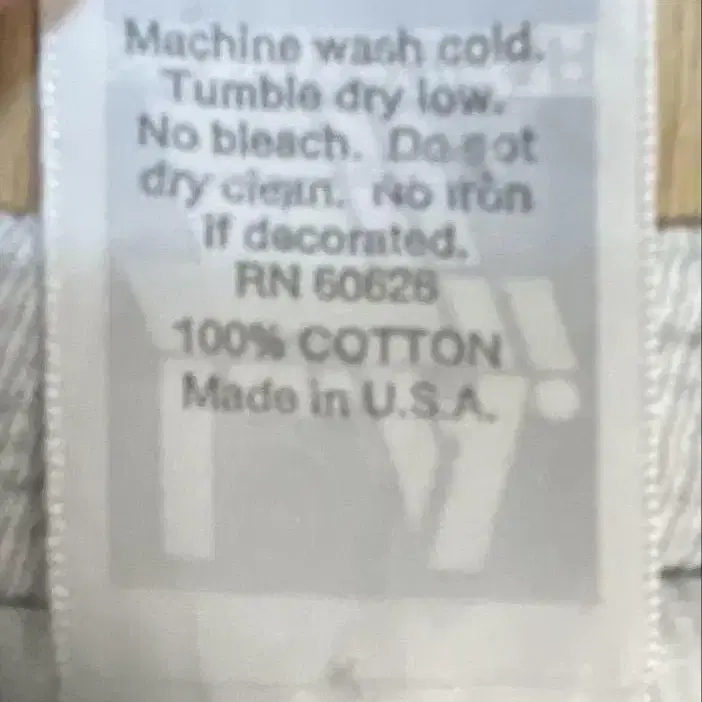 Machine wash cold.
Tumble dry low.
No bleach. Do not
dry clean. No iron
if decorated.
RN 60628
100% COTTON
Made in U.S.A.